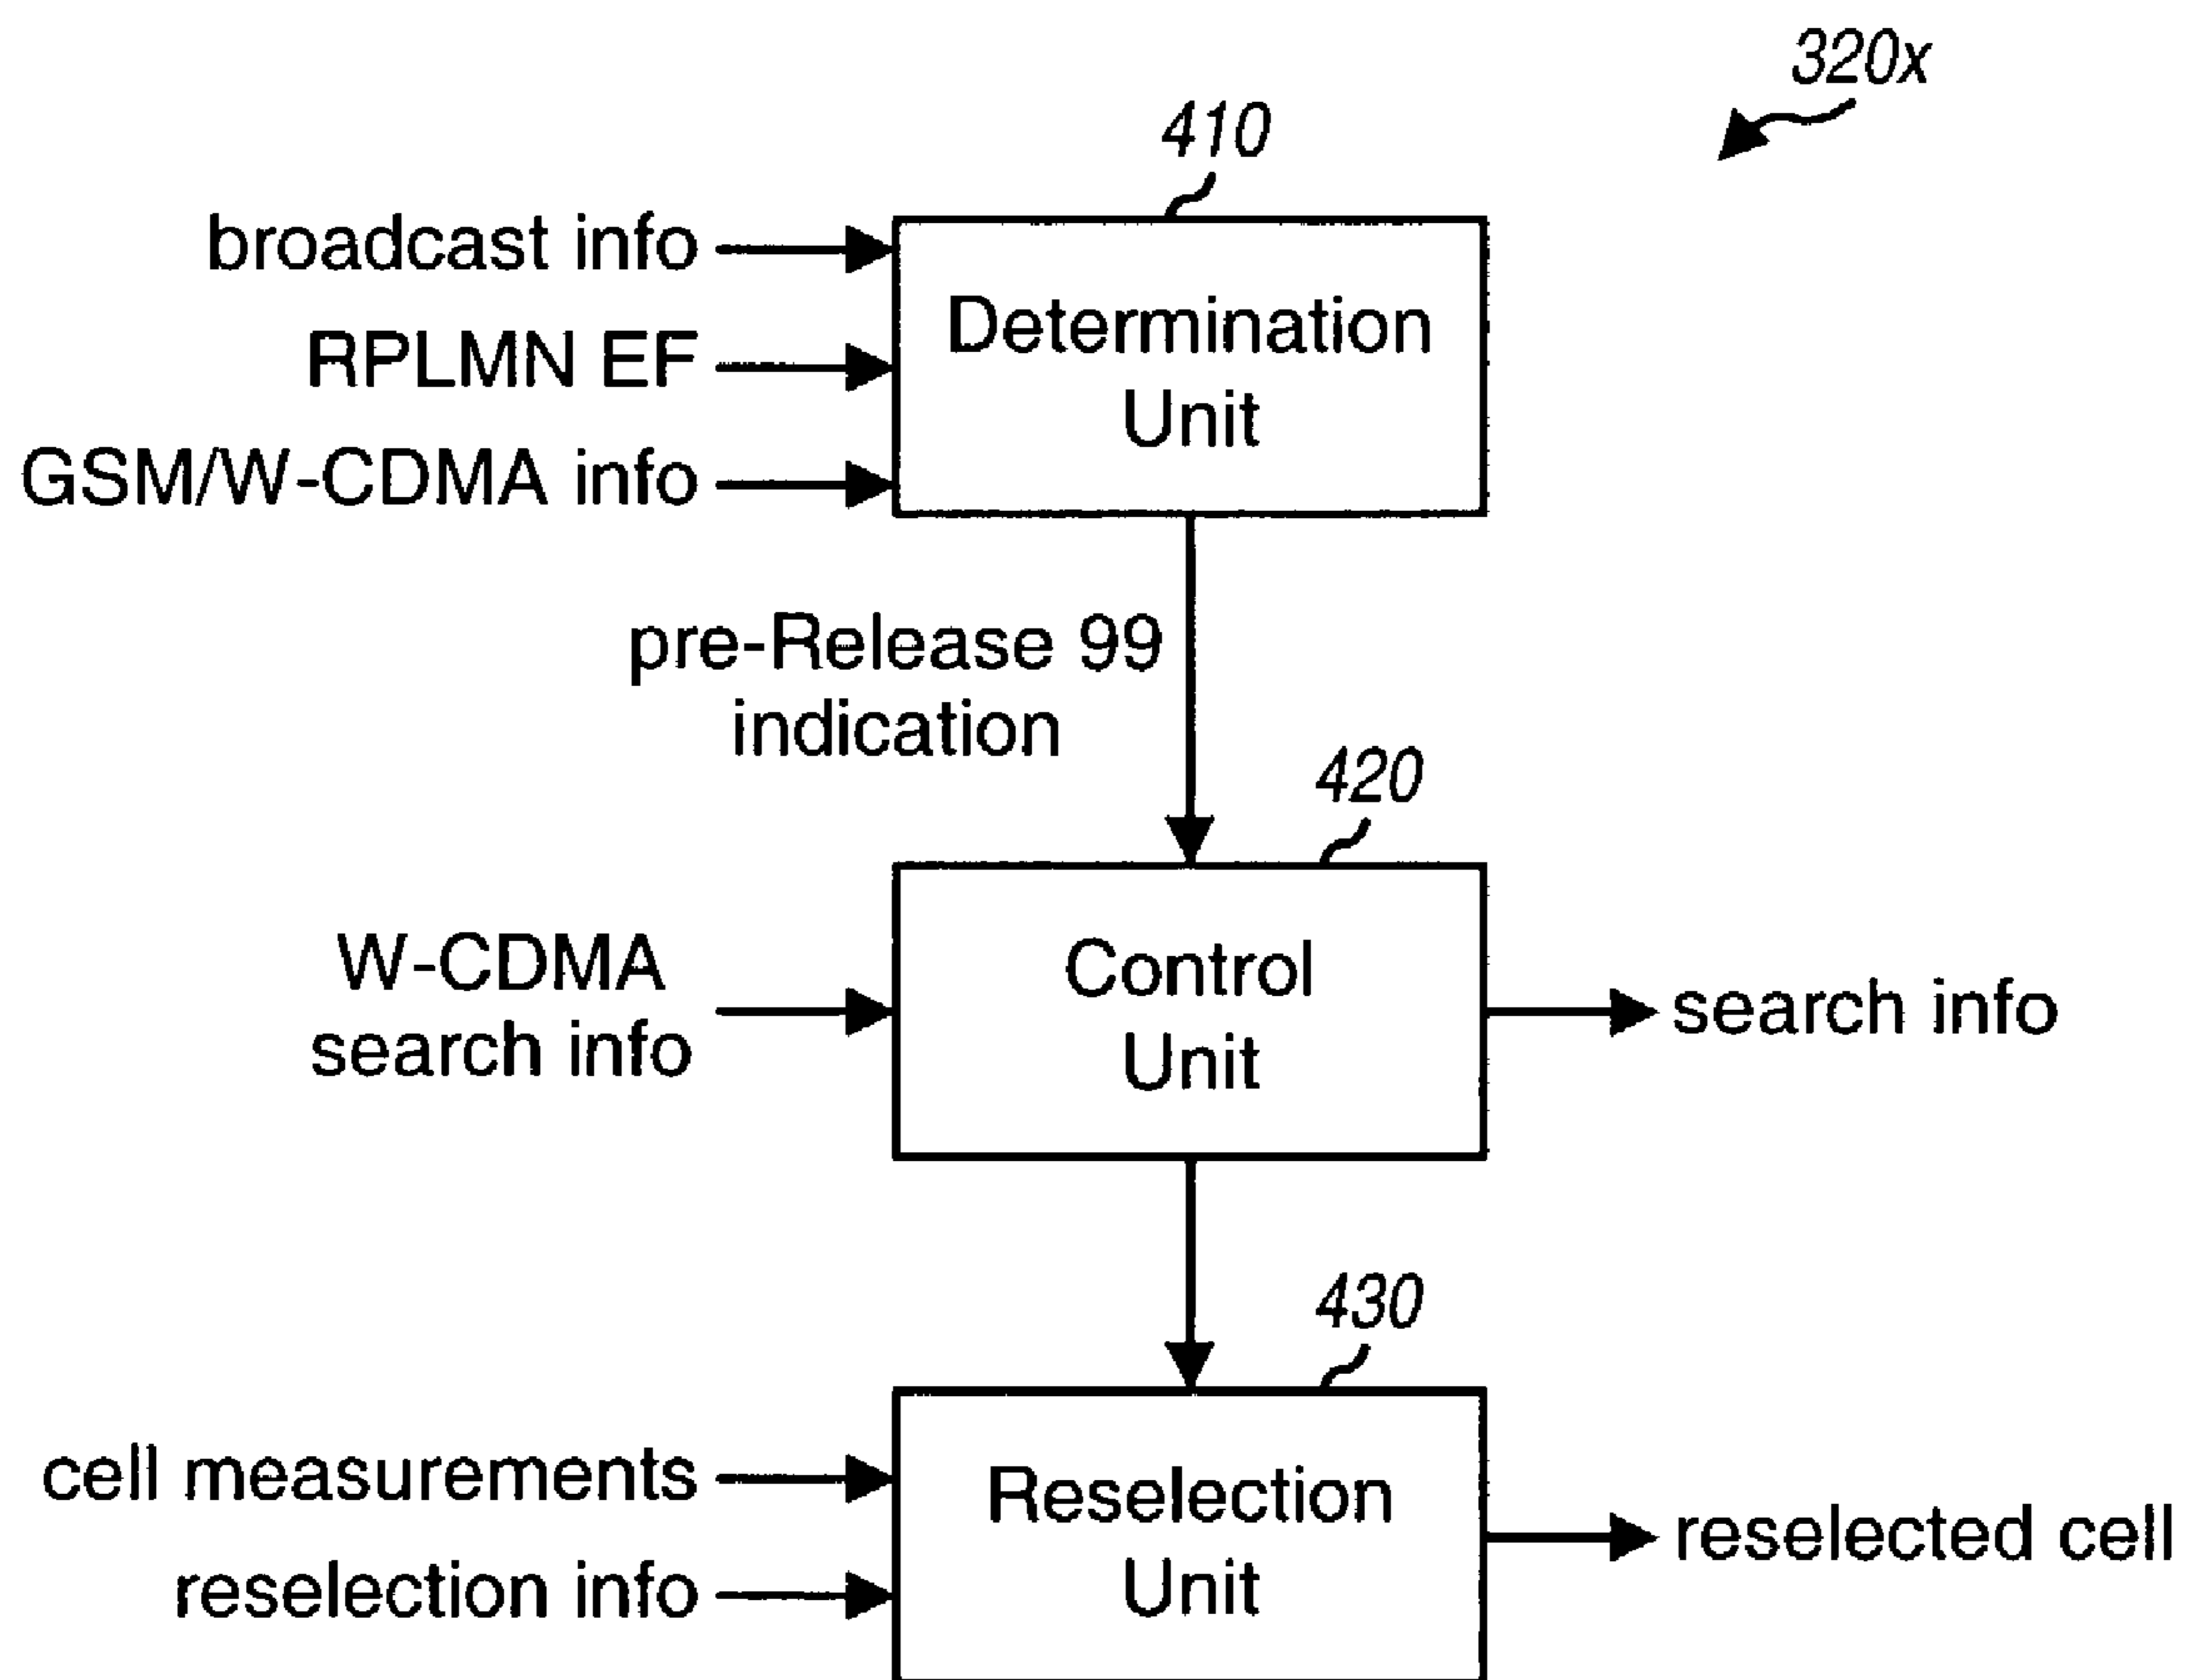 320x
410
broadcast info
RPLMN EF
GSM/W-CDMA info
Determination
Unit
pre-Release 99
indication
420
W-CDMA
search info
Control
Unit
search info
430
cell measurements
reselection info
Reselection
Unit
reselected cell